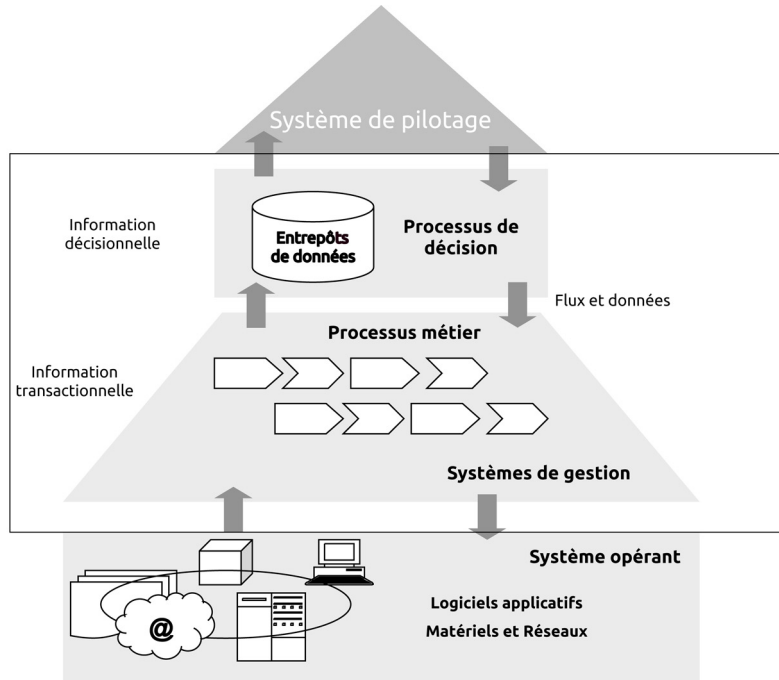 Système de pilotage
Information
décisionnelle
Entrepôts
de données
Processus de
décision
Flux et données
Processus métier
Information
transactionnelle
Systèmes de gestion
Système opérant
@
Logiciels applicatifs
Matériels et Réseaux